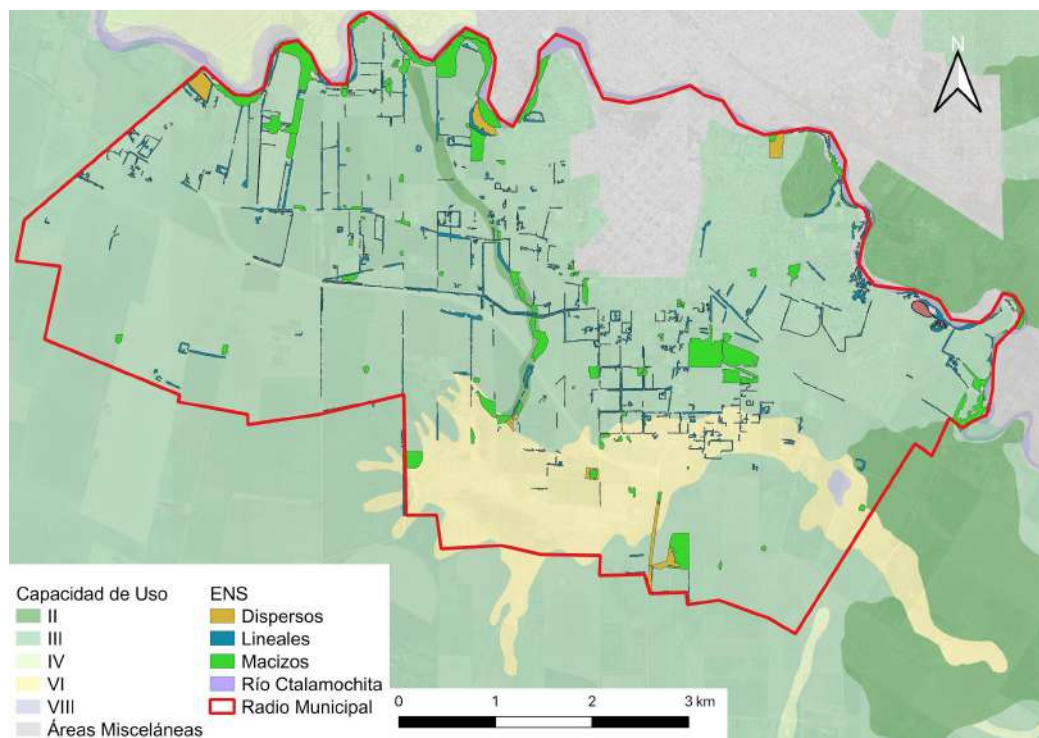 N
Capacidad de Uso
II
III
IV
VI
VIII
Áreas Misceláneas
ENS
Dispersos
Lineales
Macizos
Río Ctalamochita
Radio Municipal
0 1 2 3 km